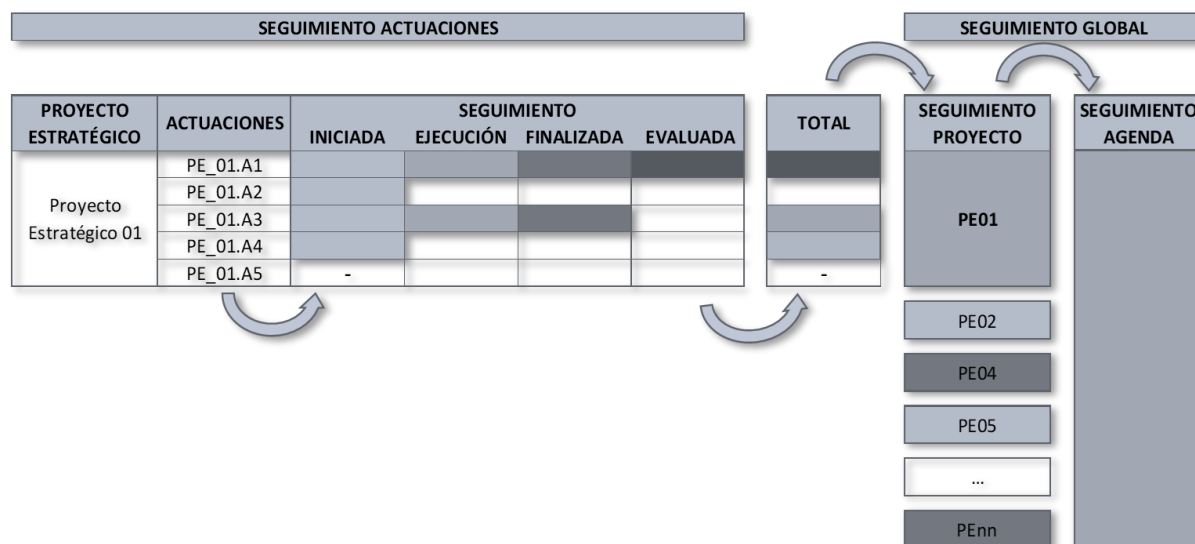 SEGUIMIENTO ACTUACIONES
SEGUIMIENTO GLOBAL
PROYECTO
ESTRATÉGICO
ACTUACIONES
SEGUIMIENTO
INICIADA EJECUCIÓN FINALIZADA EVALUADA
TOTAL
SEGUIMIENTO
PROYECTO
SEGUIMIENTO
AGENDA
Proyecto
Estratégico 01
PE_01.A1
PE_01.A2
PE_01.A3
PE_01.A4
PE_01.A5 - -
PE01
PE02
PE04
PE05
...
PEnn